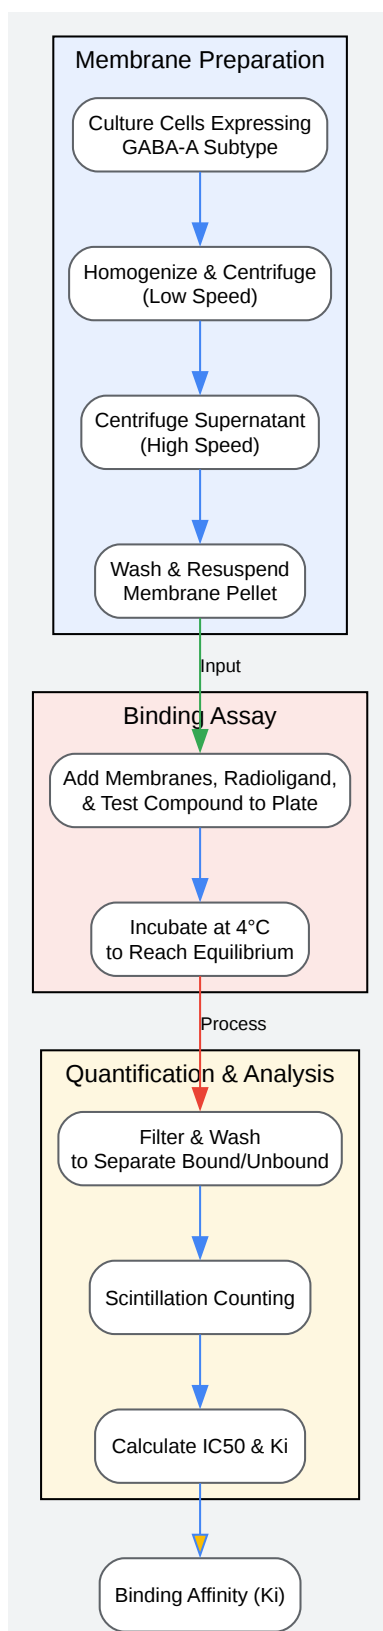 Membrane Preparation
Culture Cells Expressing
GABA-A Subtype
Homogenize & Centrifuge
(Low Speed)
Centrifuge Supernatant
(High Speed)
Wash & Resuspend
Membrane Pellet
Input
Binding Assay
Add Membranes, Radioligand,
& Test Compound to Plate
Incubate at 4°C
to Reach Equilibrium
Process
Quantification & Analysis
Filter & Wash
to Separate Bound/Unbound
Scintillation Counting
Calculate IC50 & Ki
Binding Affinity (Ki)